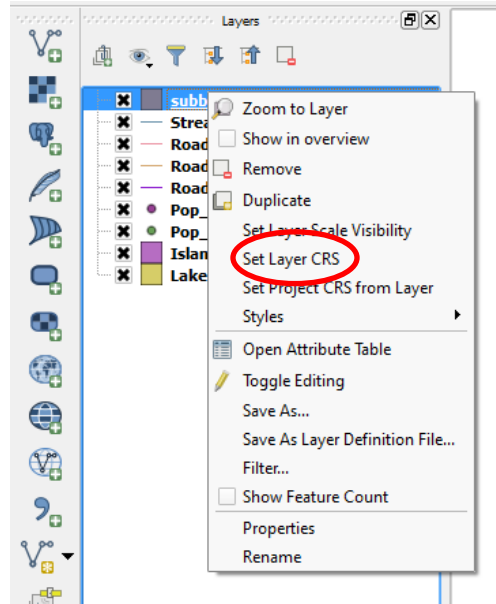 Layers
subb
Strea
Road
Road
Road
Pop_
Pop_
Islan
Lake
Zoom to Layer
Show in overview
Remove
Duplicate
Set Layer Scale Visibility
Set Layer CRS
Set Project CRS from Layer
Styles
Open Attribute Table
Toggle Editing
Save As...
Save As Layer Definition File...
Filter...
Show Feature Count
Properties
Rename